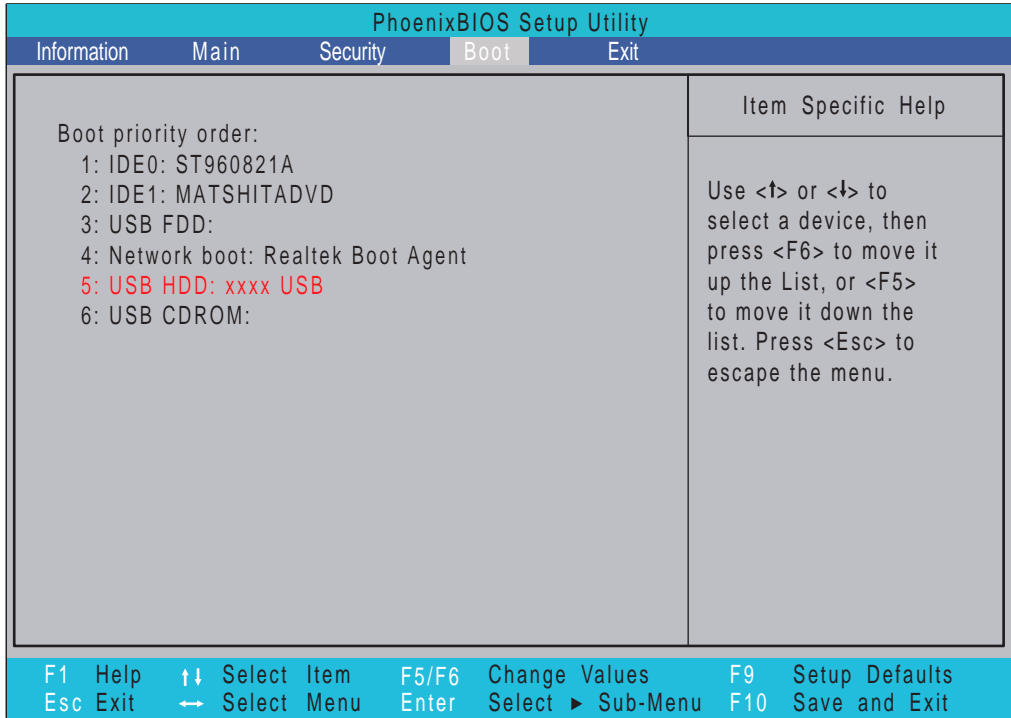 PhoenixBIOS Setup Utility
Information Main Security Boot Exit
Boot priority order:
1: IDE0: ST960821A
2: IDE1: MATSHITADVD
3: USB FDD:
4: Network boot: Realtek Boot Agent
5: USB HDD: xxxx USB
6: USB CDROM:
Item Specific Help
Use <↑> or <↓> to
select a device, then
press <F6> to move it
up the List, or <F5>
to move it down the
list. Press <Esc> to
escape the menu.
F1 Help ↑↓ Select Item F5/F6 Change Values F9 Setup Defaults
Esc Exit ↔ Select Menu Enter Select ► Sub-Menu F10 Save and Exit